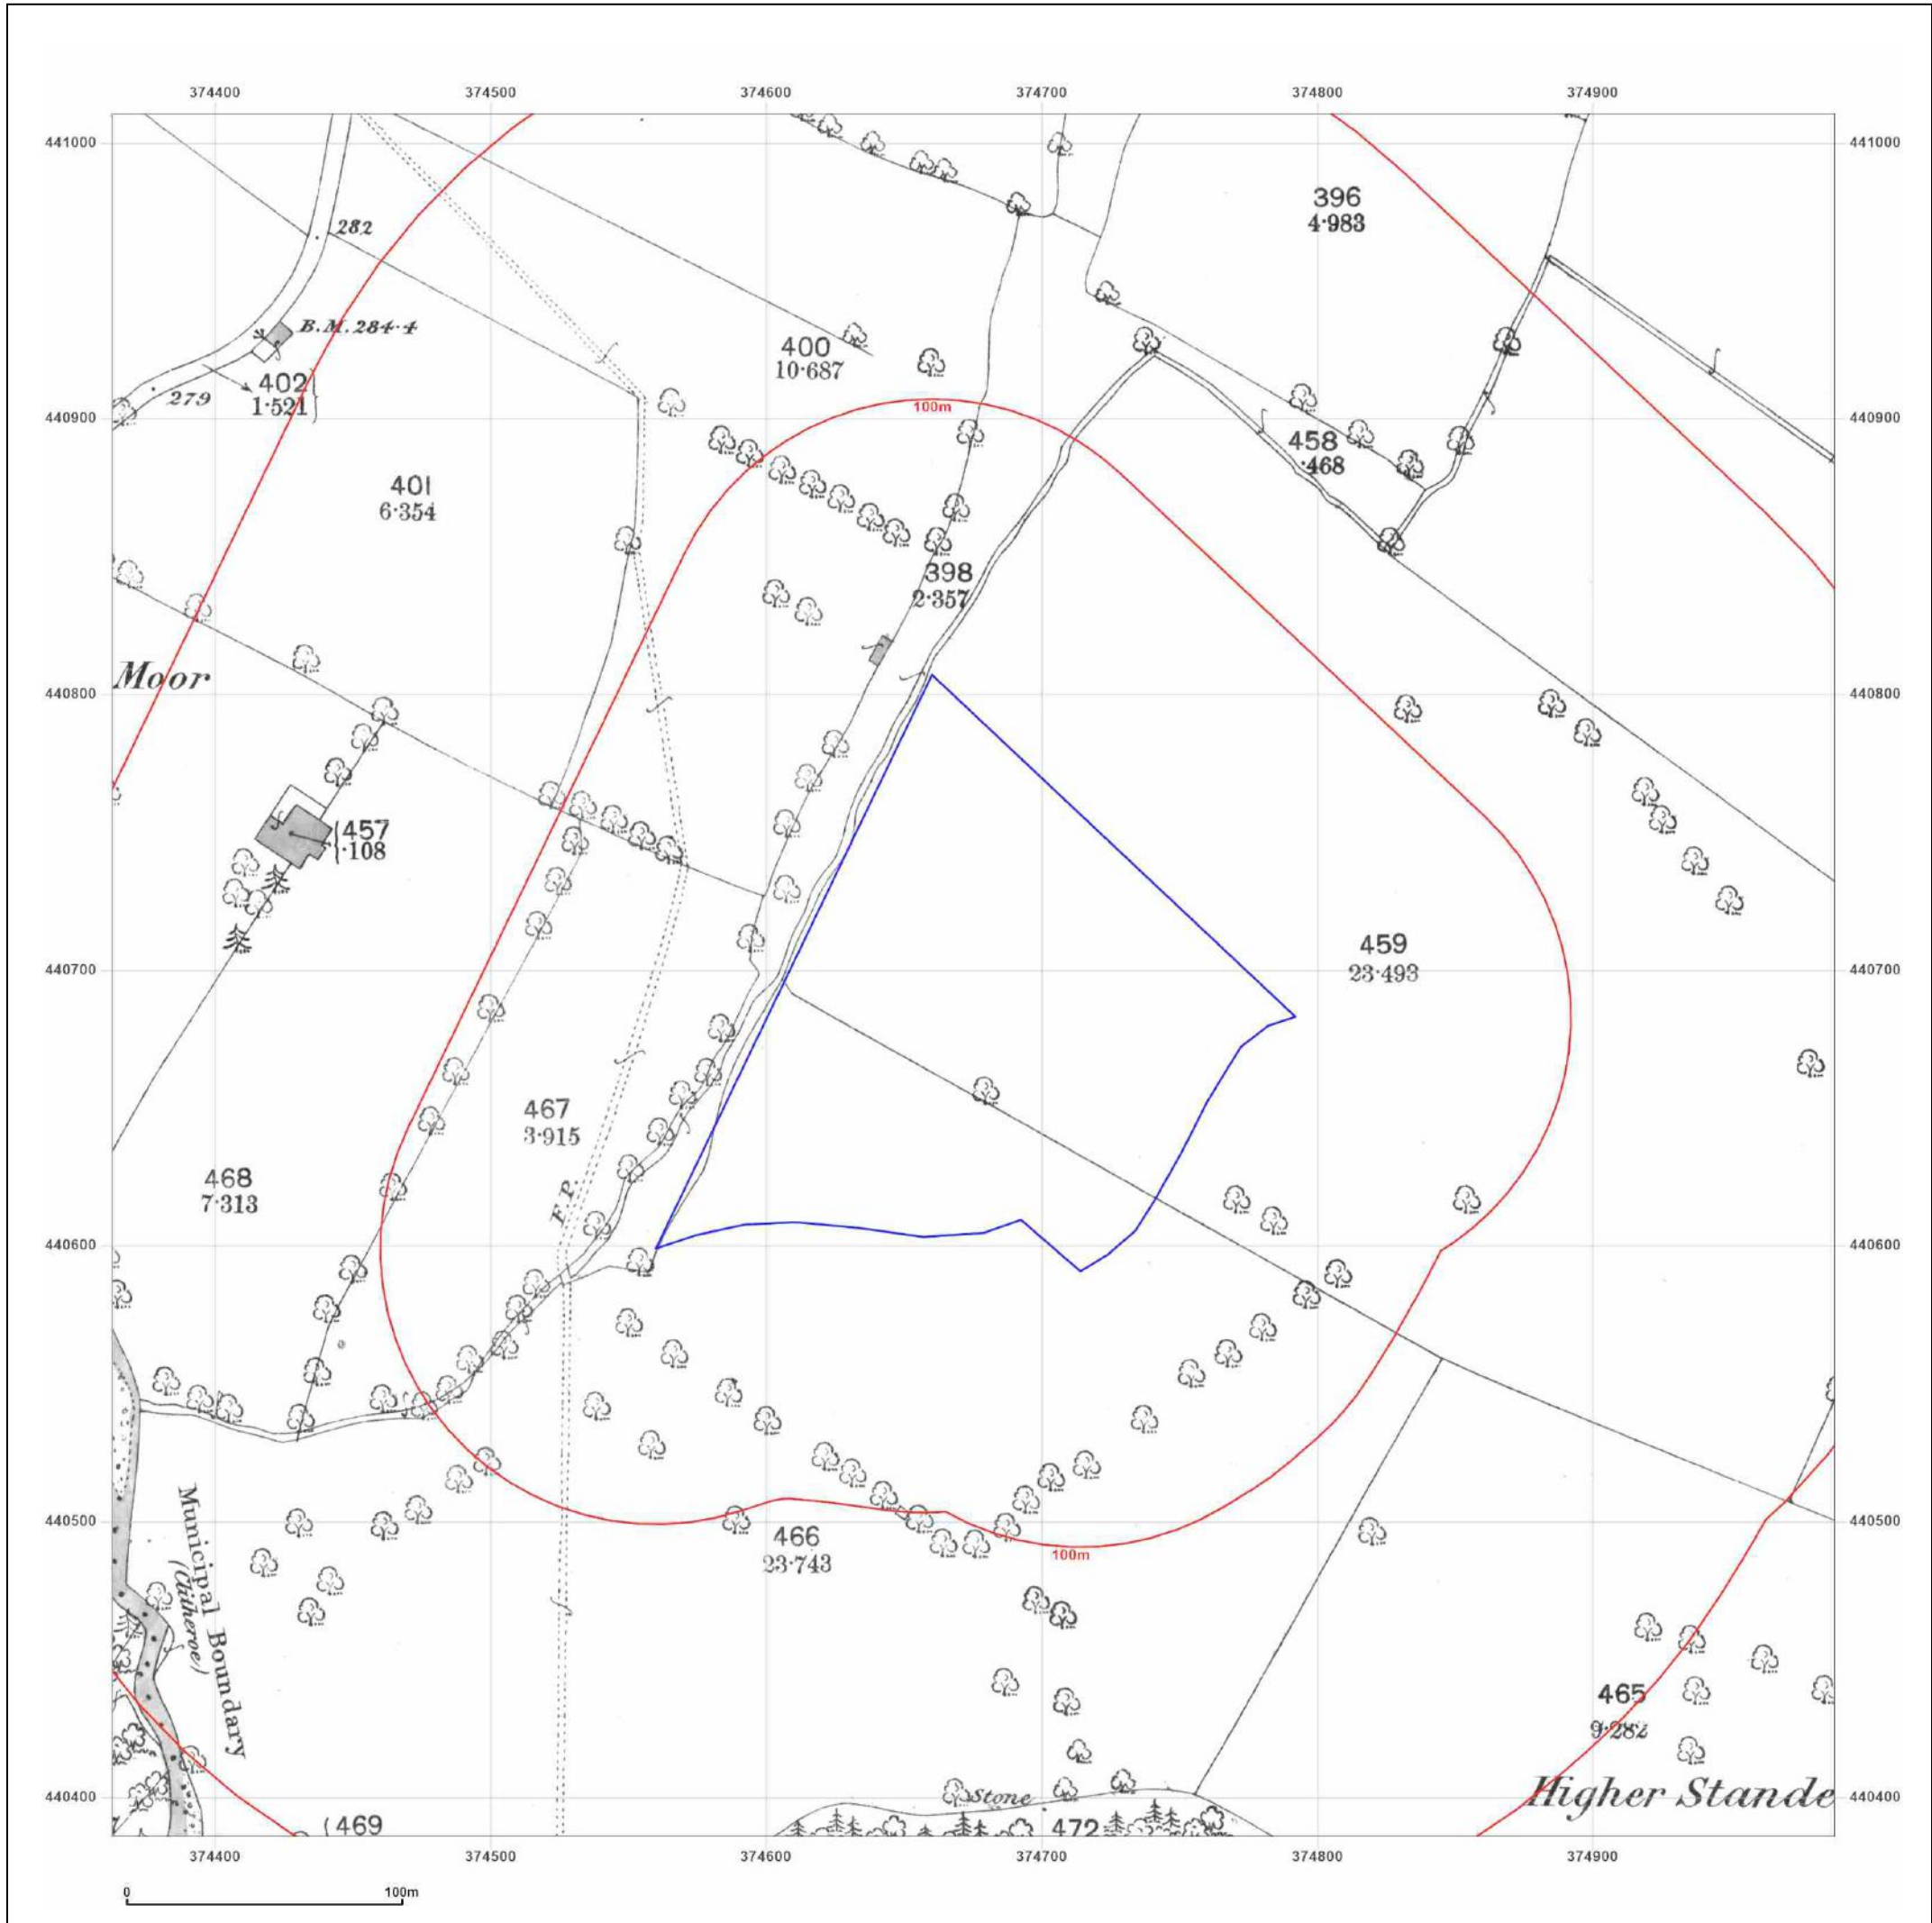 374400 374500 374600 374700 374800 374900
441000 441000
396
4·983
282
B.M. 284·4
400
10·687
402
1·521
279
100m
440900 440900
458
·468
401
6·354
398
2·357
Moor
440800 440800
457
·108
459
23·493
440700 440700
467
3·915
468
7·313
F.P.
440600 440600
440500 440500
466
23·743
100m
Municipal Boundary
(Clitheroe)
465
9·282
Higher Stande
Stone
440400 440400
469
472
374400 374500 374600 374700 374800 374900
0 100m